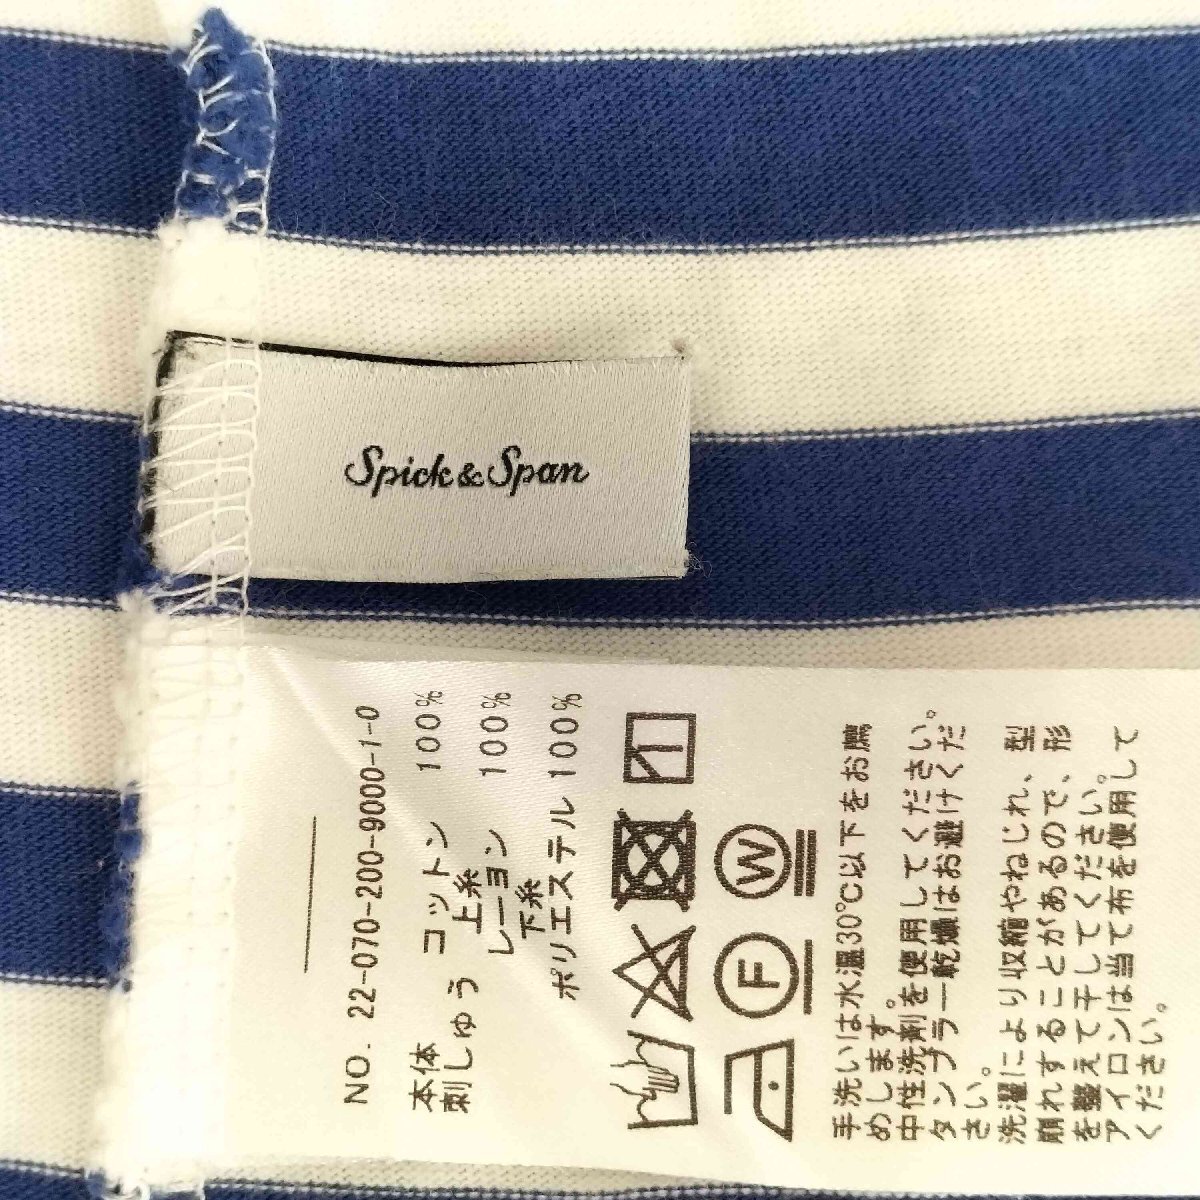 Spick & Span
NO. 22-070-200-9000-1-0
本体 コットン 100%
刺しゅう 上糸
レーヨン 100%
下糸
ポリエステル 100%
W
F
手洗いは水温30℃以下をお薦
めします。
中性洗剤を使用してください。
タンブラー乾燥はお避けくだ
さい。
洗濯により収縮やねじれ、型
崩れすることがあるので、形
を整えて干してください。
アイロンは当て布を使用して
ください。